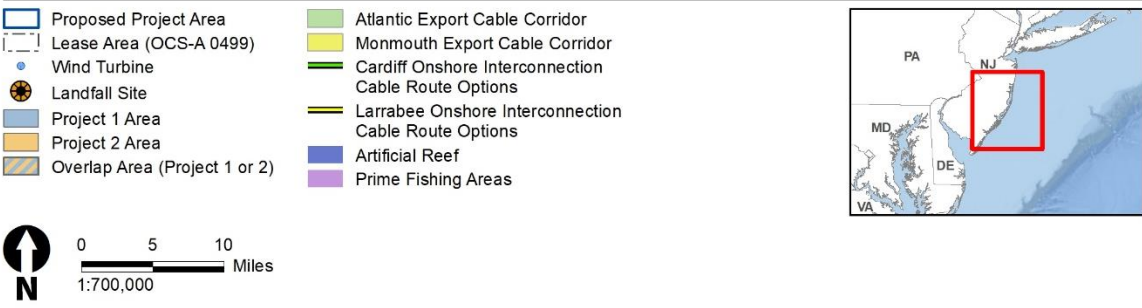 Proposed Project Area
Lease Area (OCS-A 0499)
Wind Turbine
Landfall Site
Project 1 Area
Project 2 Area
Overlap Area (Project 1 or 2)
Atlantic Export Cable Corridor
Monmouth Export Cable Corridor
Cardiff Onshore Interconnection
Cable Route Options
Larrabee Onshore Interconnection
Cable Route Options
Artificial Reef
Prime Fishing Areas
PA
NJ
MD
DE
VA
N
0 5 10
Miles
1:700,000